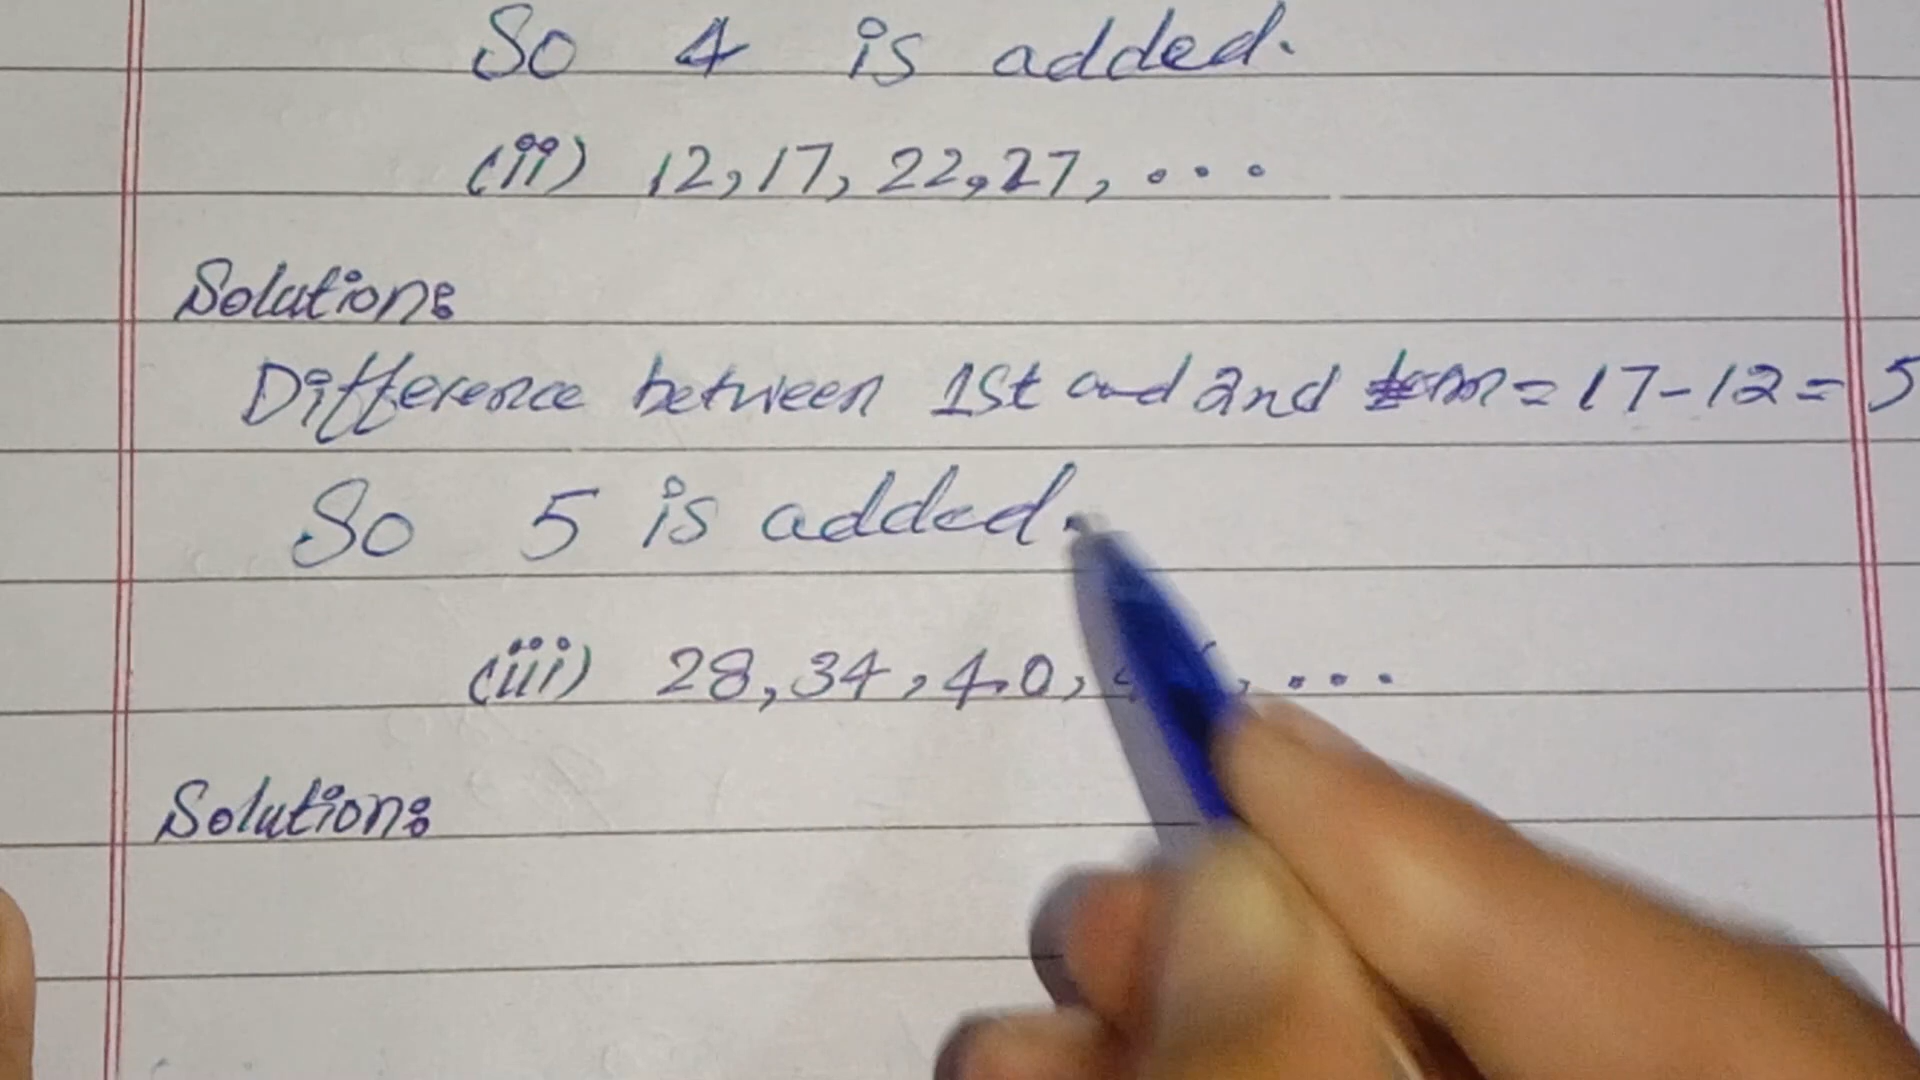 So 4 is added.
(ii) 12, 17, 22, 27, ...
Solution:
Difference between 1st and 2nd term = 17 - 12 = 5
So 5 is added.
(iii) 28, 34, 40, , ...
Solution: